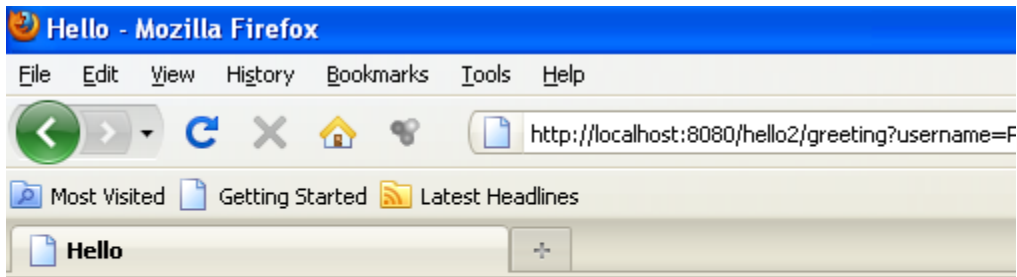 Hello - Mozilla Firefox
File Edit View History Bookmarks Tools Help
http://localhost:8080/hello2/greeting?username=
Most Visited Getting Started Latest Headlines
Hello